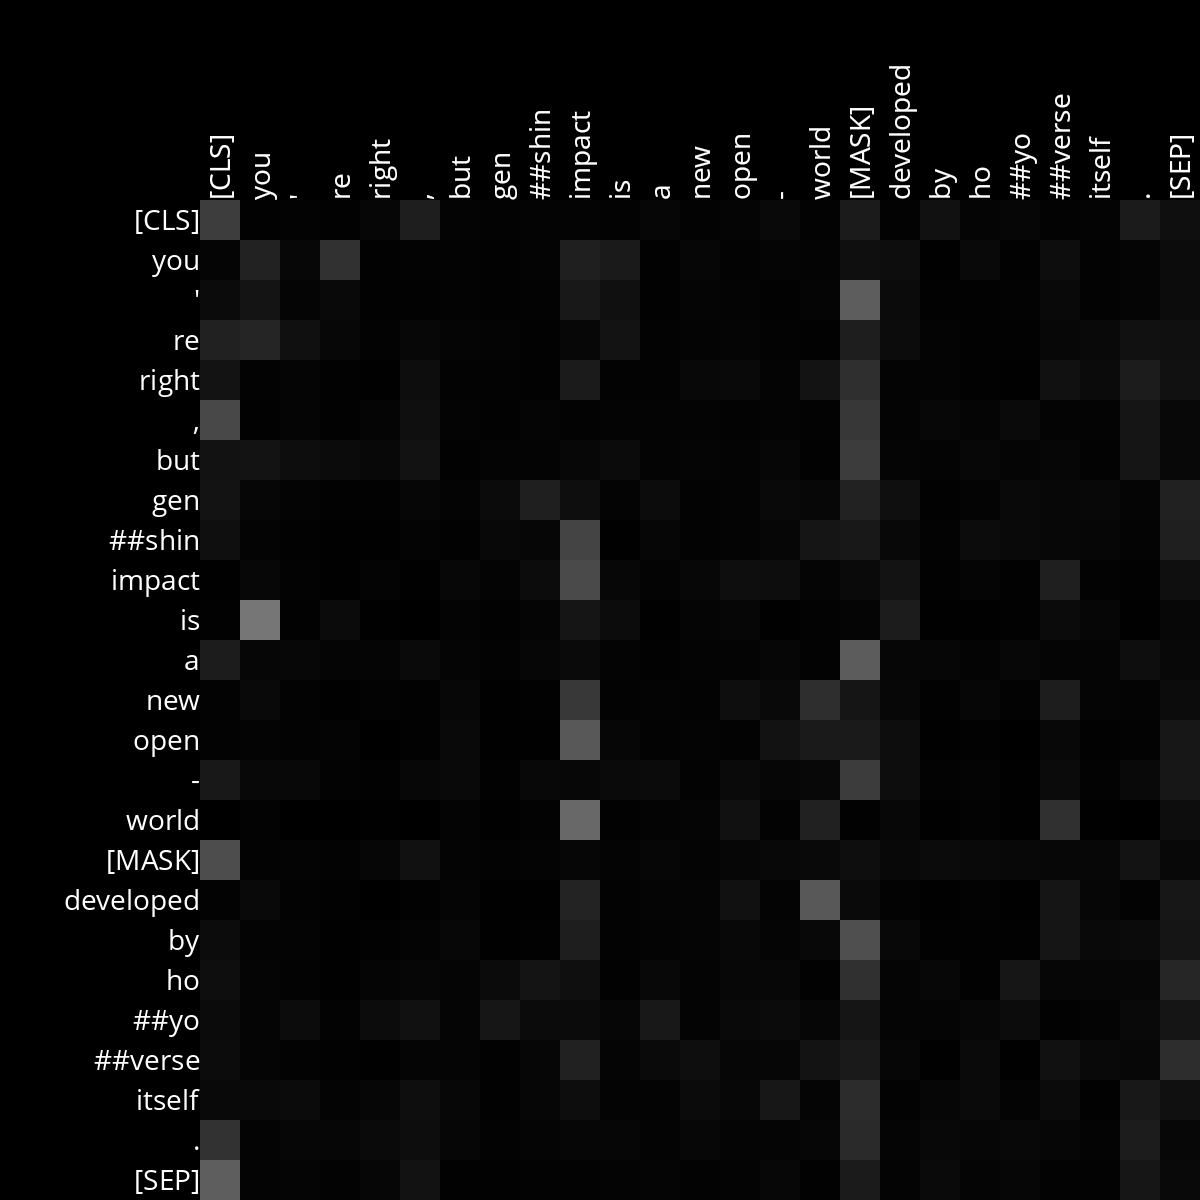 [CLS] you ' re right , but gen ##shin impact is a new open - world [MASK] developed by ho ##yo ##verse itself . [SEP]
[CLS]
you
'
re
right
,
but
gen
##shin
impact
is
a
new
open
-
world
[MASK]
developed
by
ho
##yo
##verse
itself
.
[SEP]